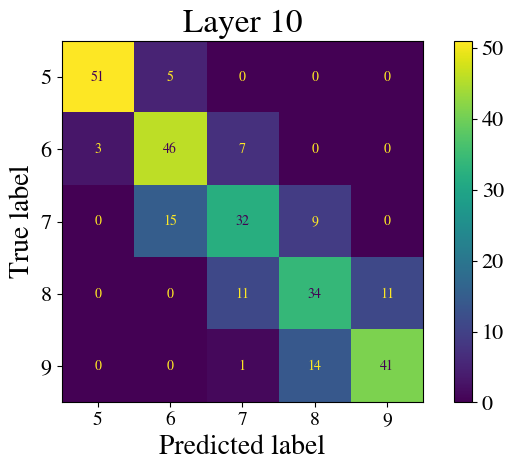 Layer 10
5 51 5 0 0 0
6 3 46 7 0 0
7 0 15 32 9 0
8 0 0 11 34 11
9 0 0 1 14 41
5 6 7 8 9
True label
Predicted label
50
40
30
20
10
0